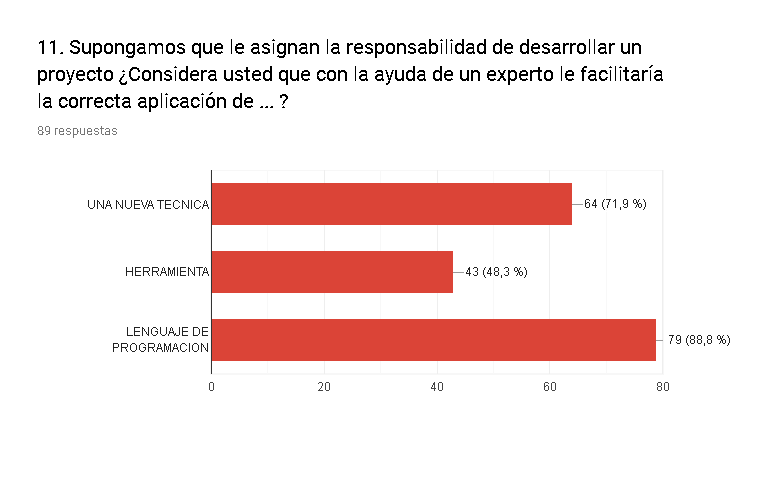 11. Supongamos que le asignan la responsabilidad de desarrollar un
proyecto ¿Considera usted que con la ayuda de un experto le facilitaría
la correcta aplicación de ... ?
89 respuestas
UNA NUEVA TECNICA
64 (71,9 %)
HERRAMIENTA
43 (48,3 %)
LENGUAJE DE
PROGRAMACION
79 (88,8 %)
0
20
40
60
80